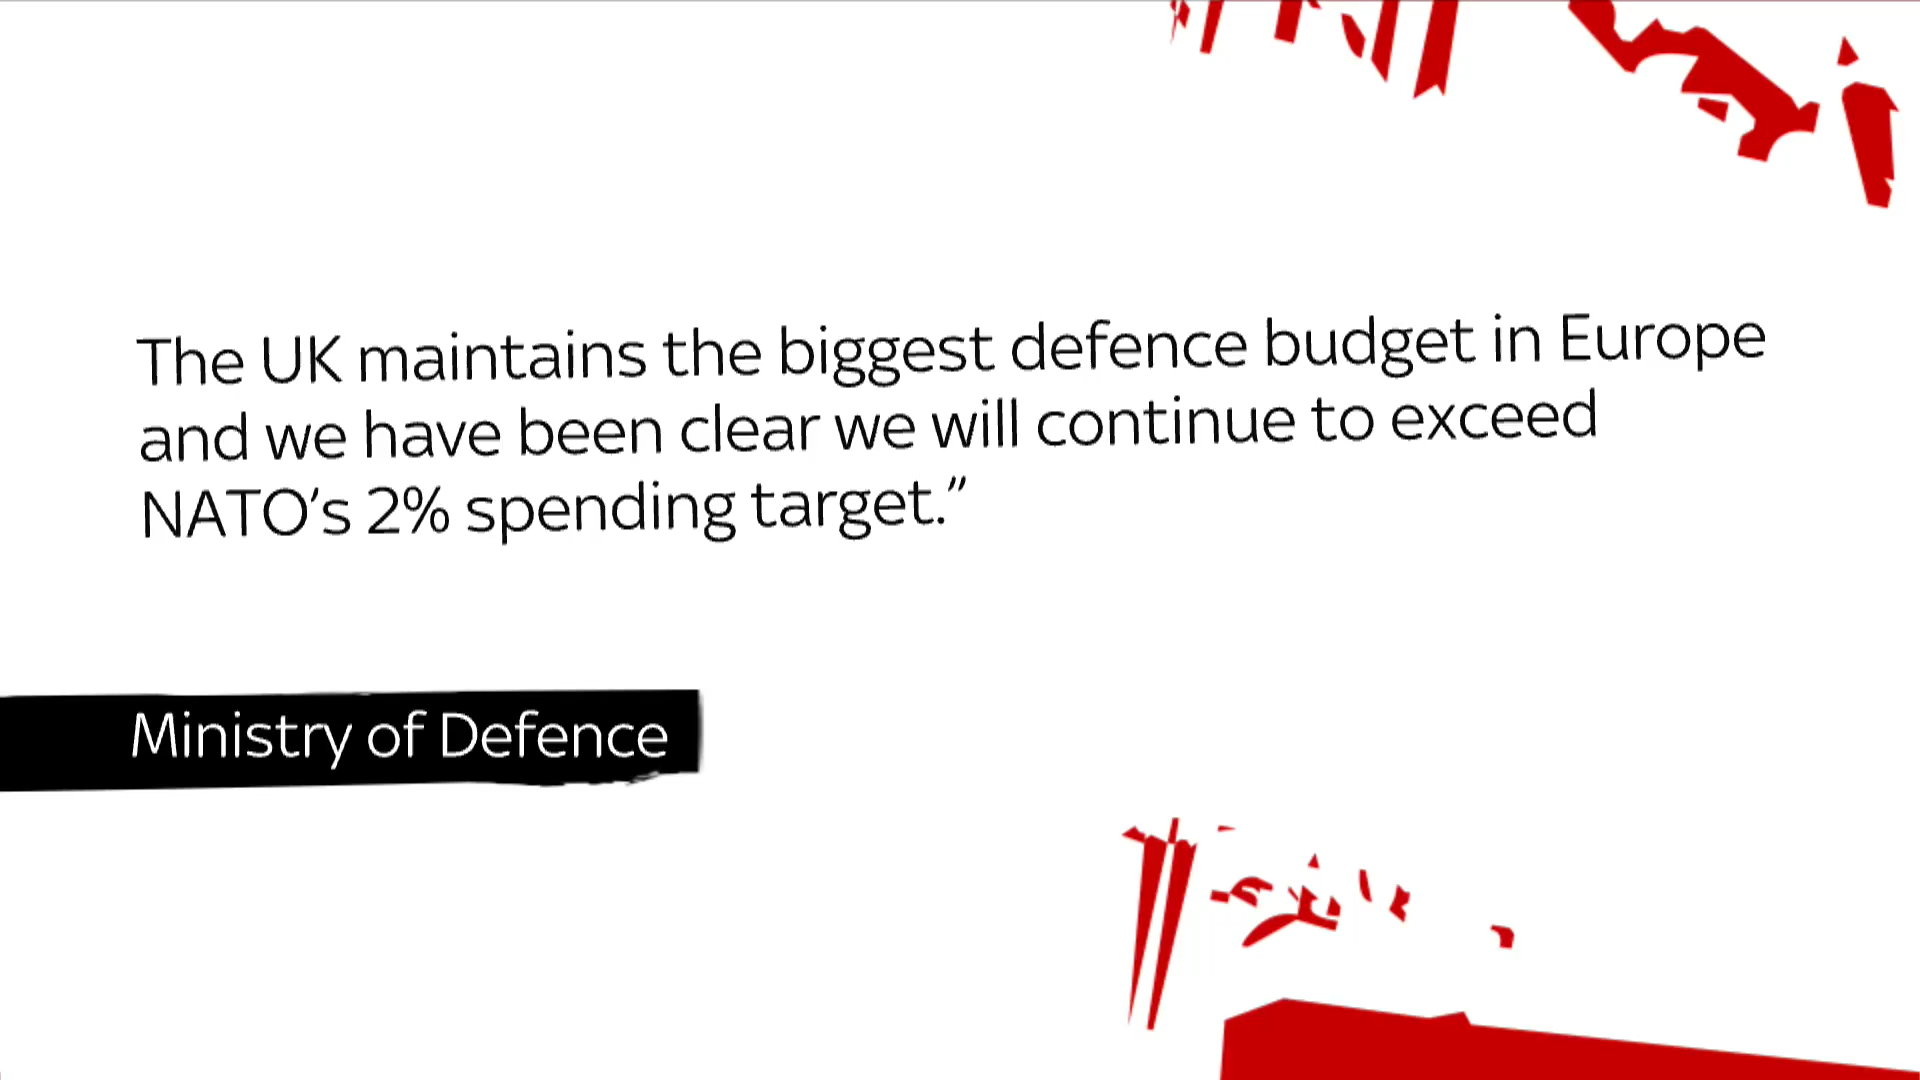 The UK maintains the biggest defence budget in Europe
and we have been clear we will continue to exceed
NATO's 2% spending target.”
Ministry of Defence